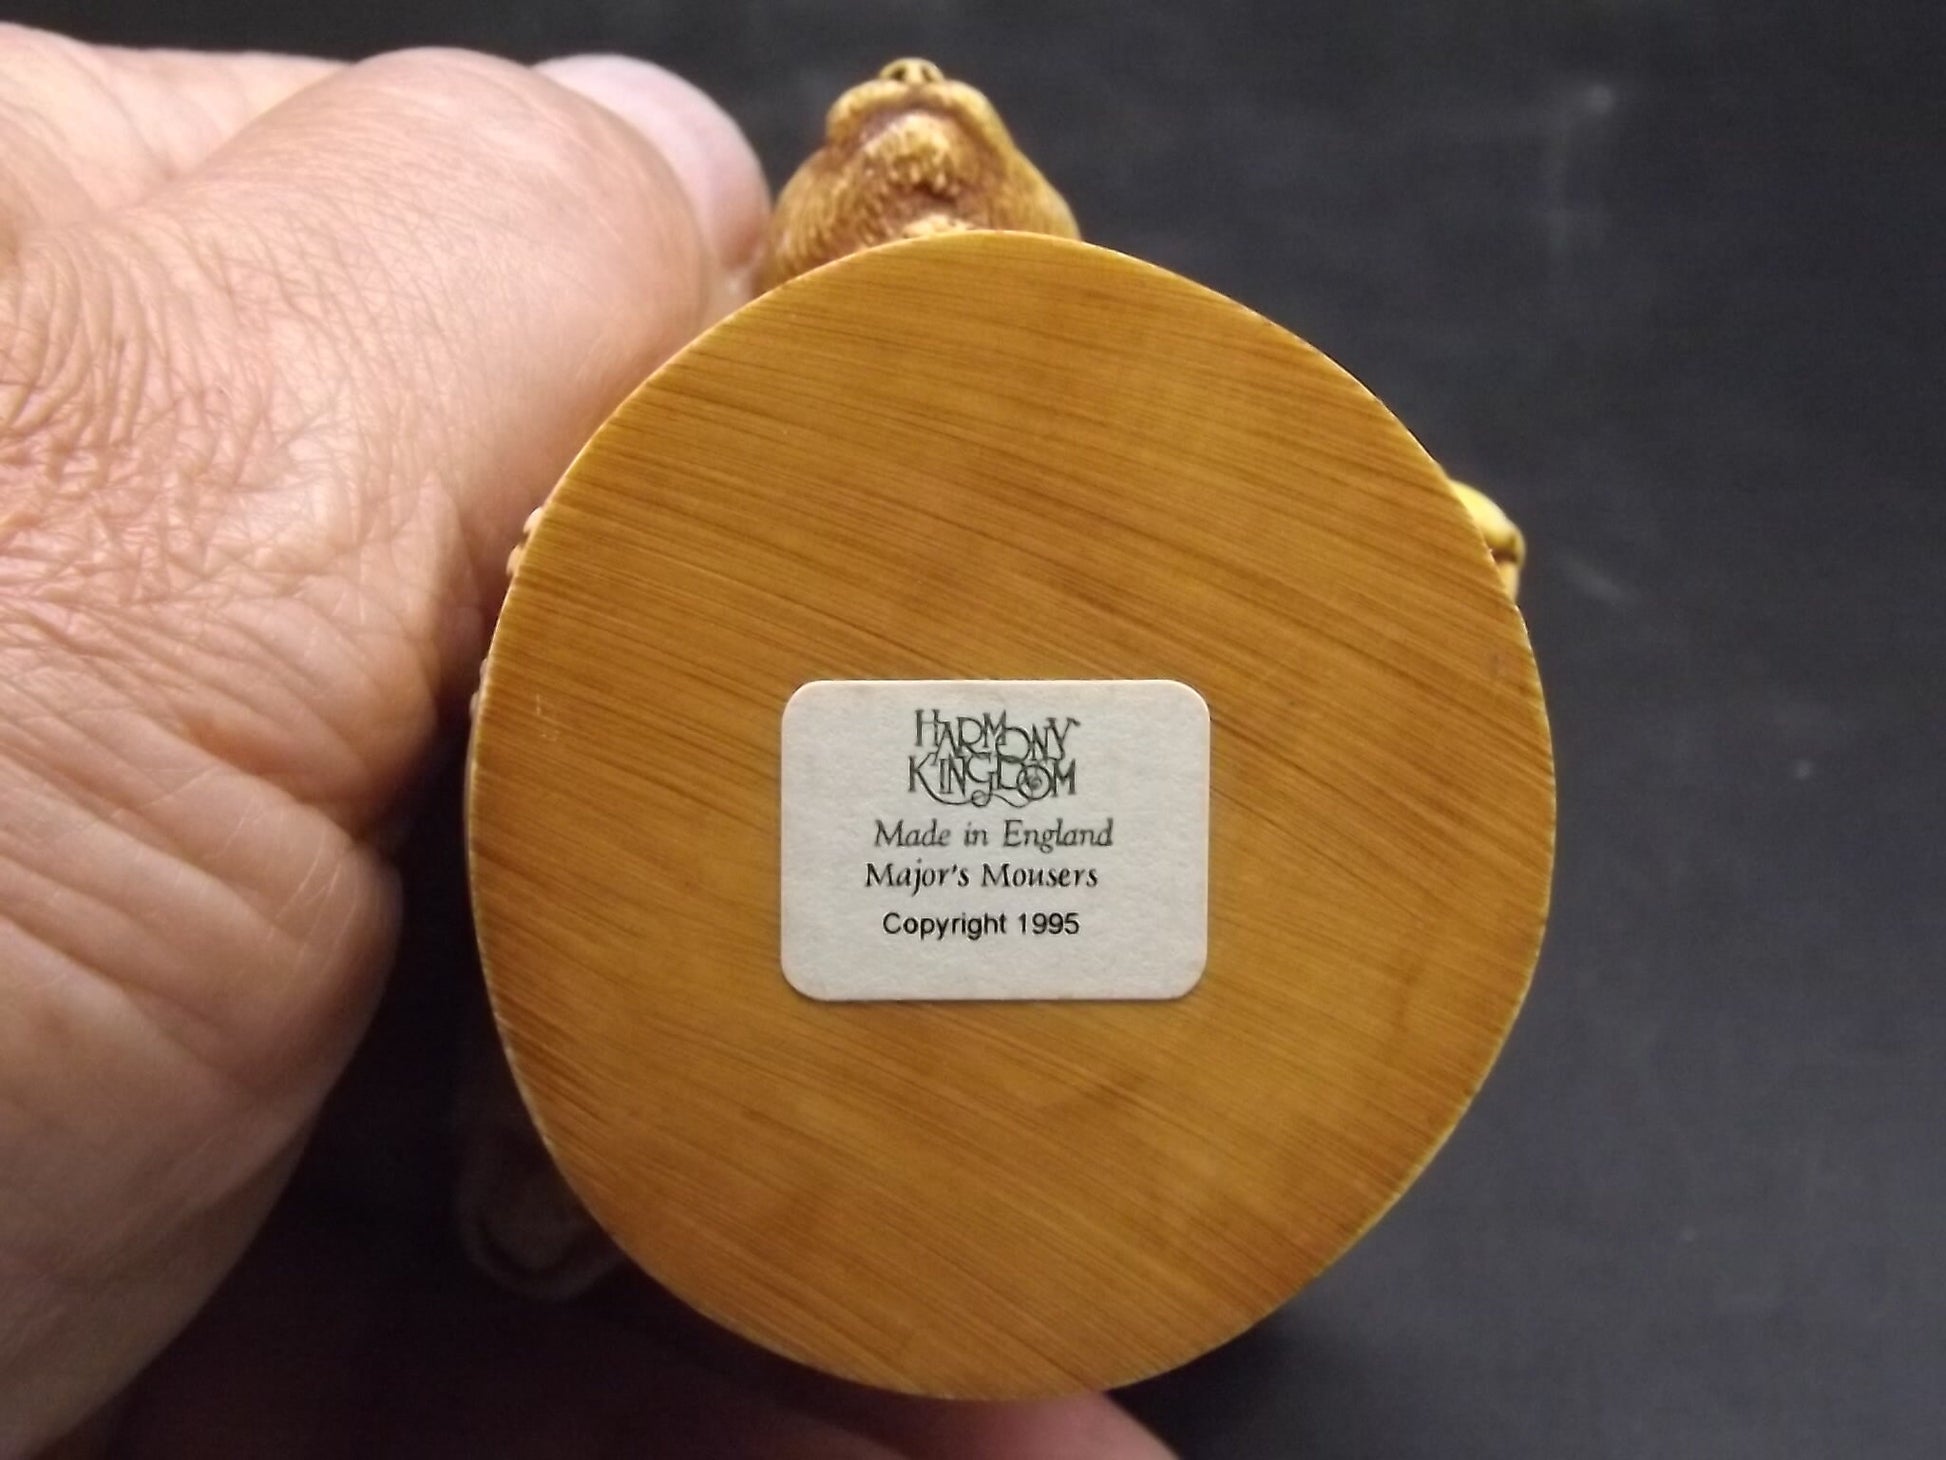 HARMONY
KINGDOM
Made in England
Major's Mousers
Copyright 1995